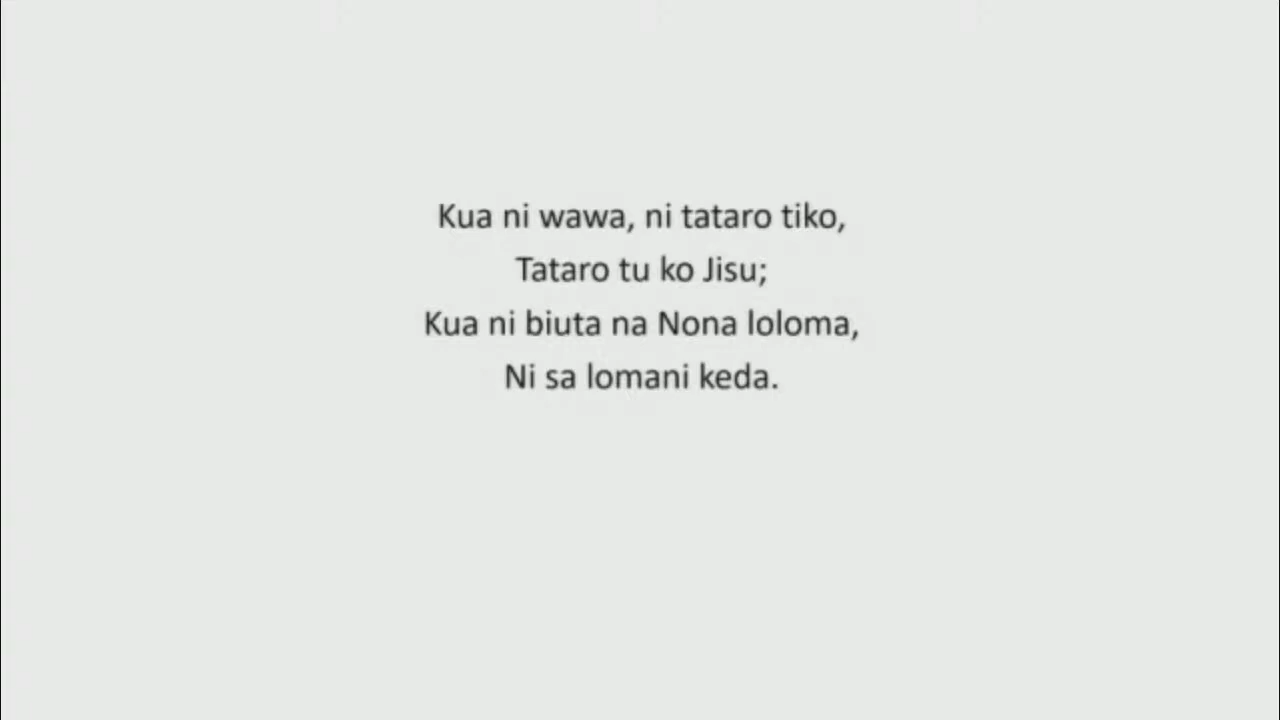 Kua ni wawa, ni tataro tiko,
Tataro tu ko Jisu;
Kua ni biuta na Nona loloma,
Ni sa lomani keda.